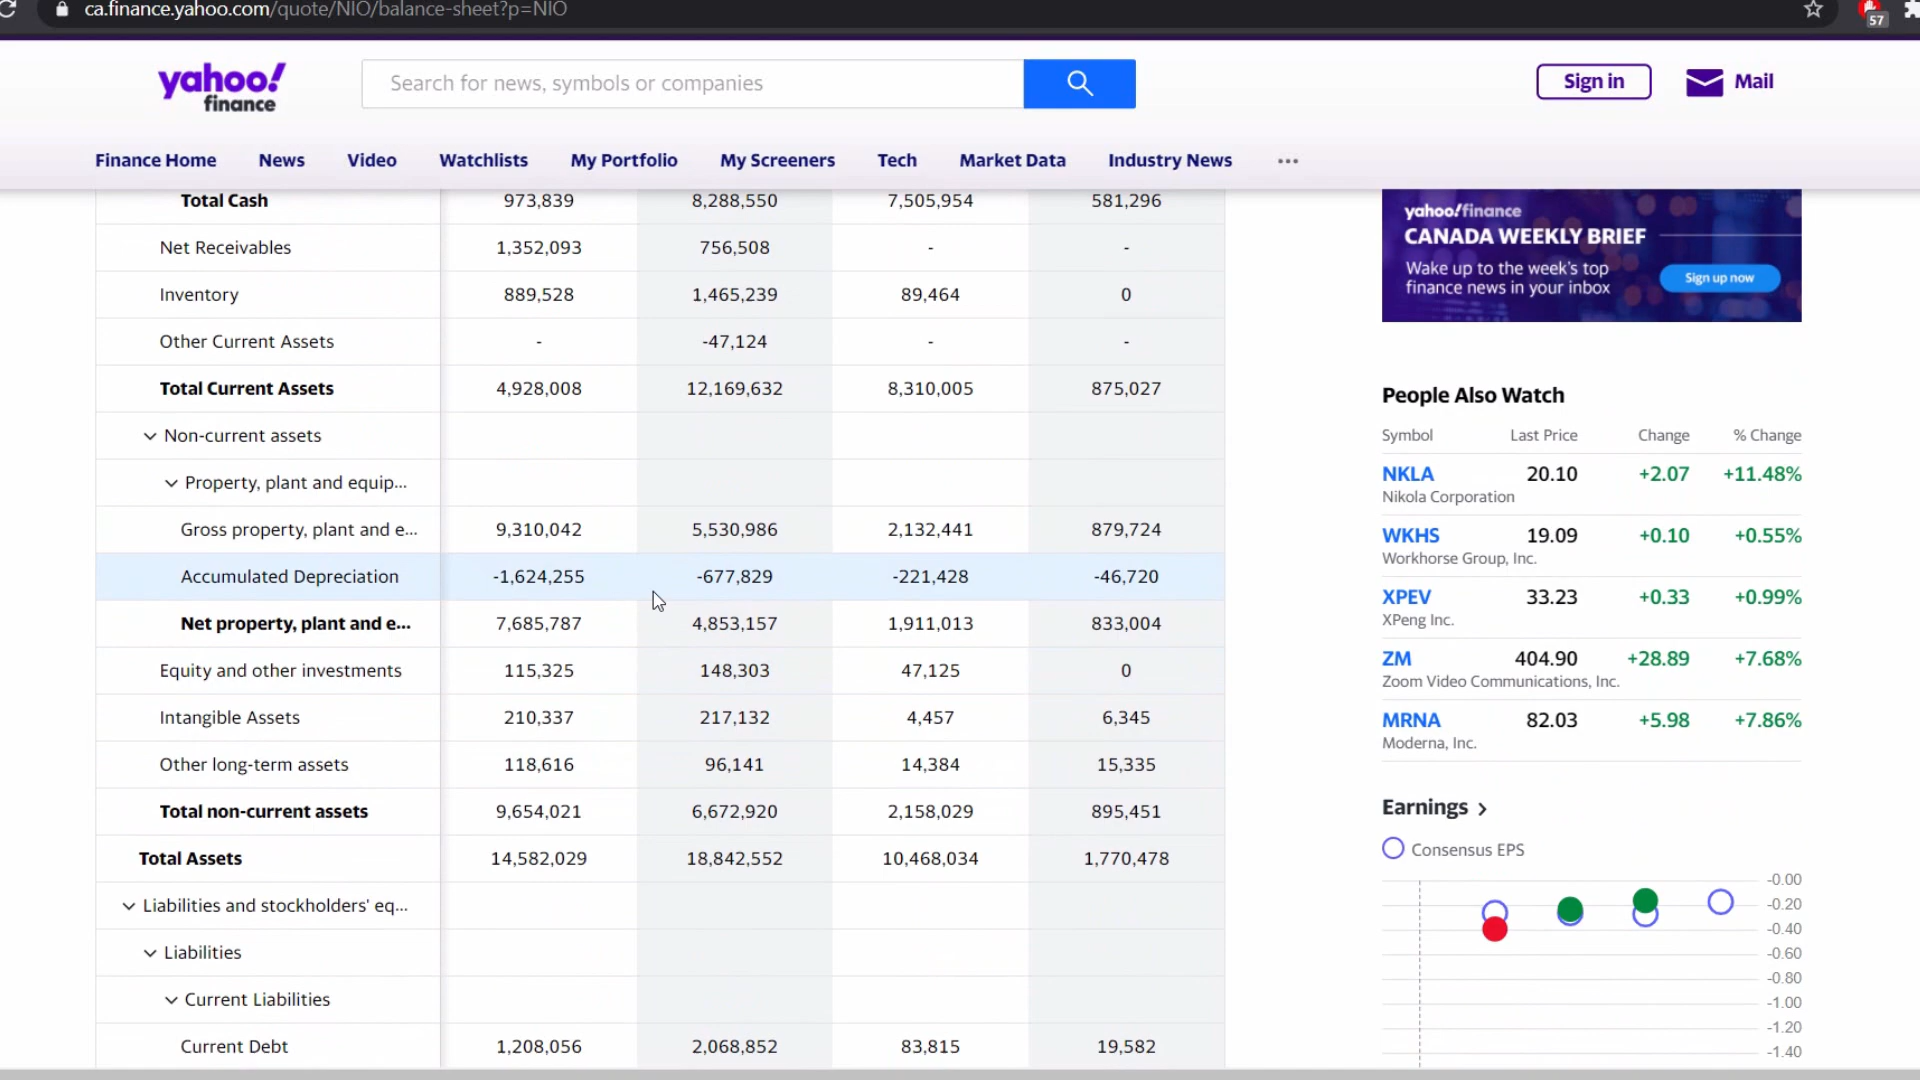 ca.finance.yahoo.com/quote/NIO/balance-sheet?p=NIO
57
yahoo!
finance
Search for news, symbols or companies
Sign in
Mail
Finance Home News Video Watchlists My Portfolio My Screeners Tech Market Data Industry News •••
Total Cash 973,839 8,288,550 7,505,954 581,296
Net Receivables 1,352,093 756,508 - -
Inventory 889,528 1,465,239 89,464 0
Other Current Assets - -47,124 - -
Total Current Assets 4,928,008 12,169,632 8,310,005 875,027
Non-current assets
Property, plant and equip...
Gross property, plant and e... 9,310,042 5,530,986 2,132,441 879,724
Accumulated Depreciation -1,624,255 -677,829 -221,428 -46,720
Net property, plant and e... 7,685,787 4,853,157 1,911,013 833,004
Equity and other investments 115,325 148,303 47,125 0
Intangible Assets 210,337 217,132 4,457 6,345
Other long-term assets 118,616 96,141 14,384 15,335
Total non-current assets 9,654,021 6,672,920 2,158,029 895,451
Total Assets 14,582,029 18,842,552 10,468,034 1,770,478
Liabilities and stockholders' eq...
Liabilities
Current Liabilities
Current Debt 1,208,056 2,068,852 83,815 19,582
yahoo!finance
CANADA WEEKLY BRIEF
Wake up to the week's top
finance news in your inbox
Sign up now
People Also Watch
Symbol Last Price Change % Change
NKLA 20.10 +2.07 +11.48%
Nikola Corporation
WKHS 19.09 +0.10 +0.55%
Workhorse Group, Inc.
XPEV 33.23 +0.33 +0.99%
XPeng Inc.
ZM 404.90 +28.89 +7.68%
Zoom Video Communications, Inc.
MRNA 82.03 +5.98 +7.86%
Moderna, Inc.
Earnings
Consensus EPS
-0.00
-0.20
-0.40
-0.60
-0.80
-1.00
-1.20
-1.40